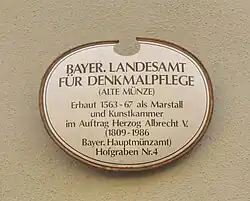 BAYER. LANDESAMT
FÜR DENKMALPFLEGE
(ALTE MÜNZE)
Erbaut 1563-67 als Marstall
und Kunstkammer
im Auftrag Herzog Albrecht V.
(1809-1986
Bayer. Hauptmünzamt)
Hofgraben Nr.4